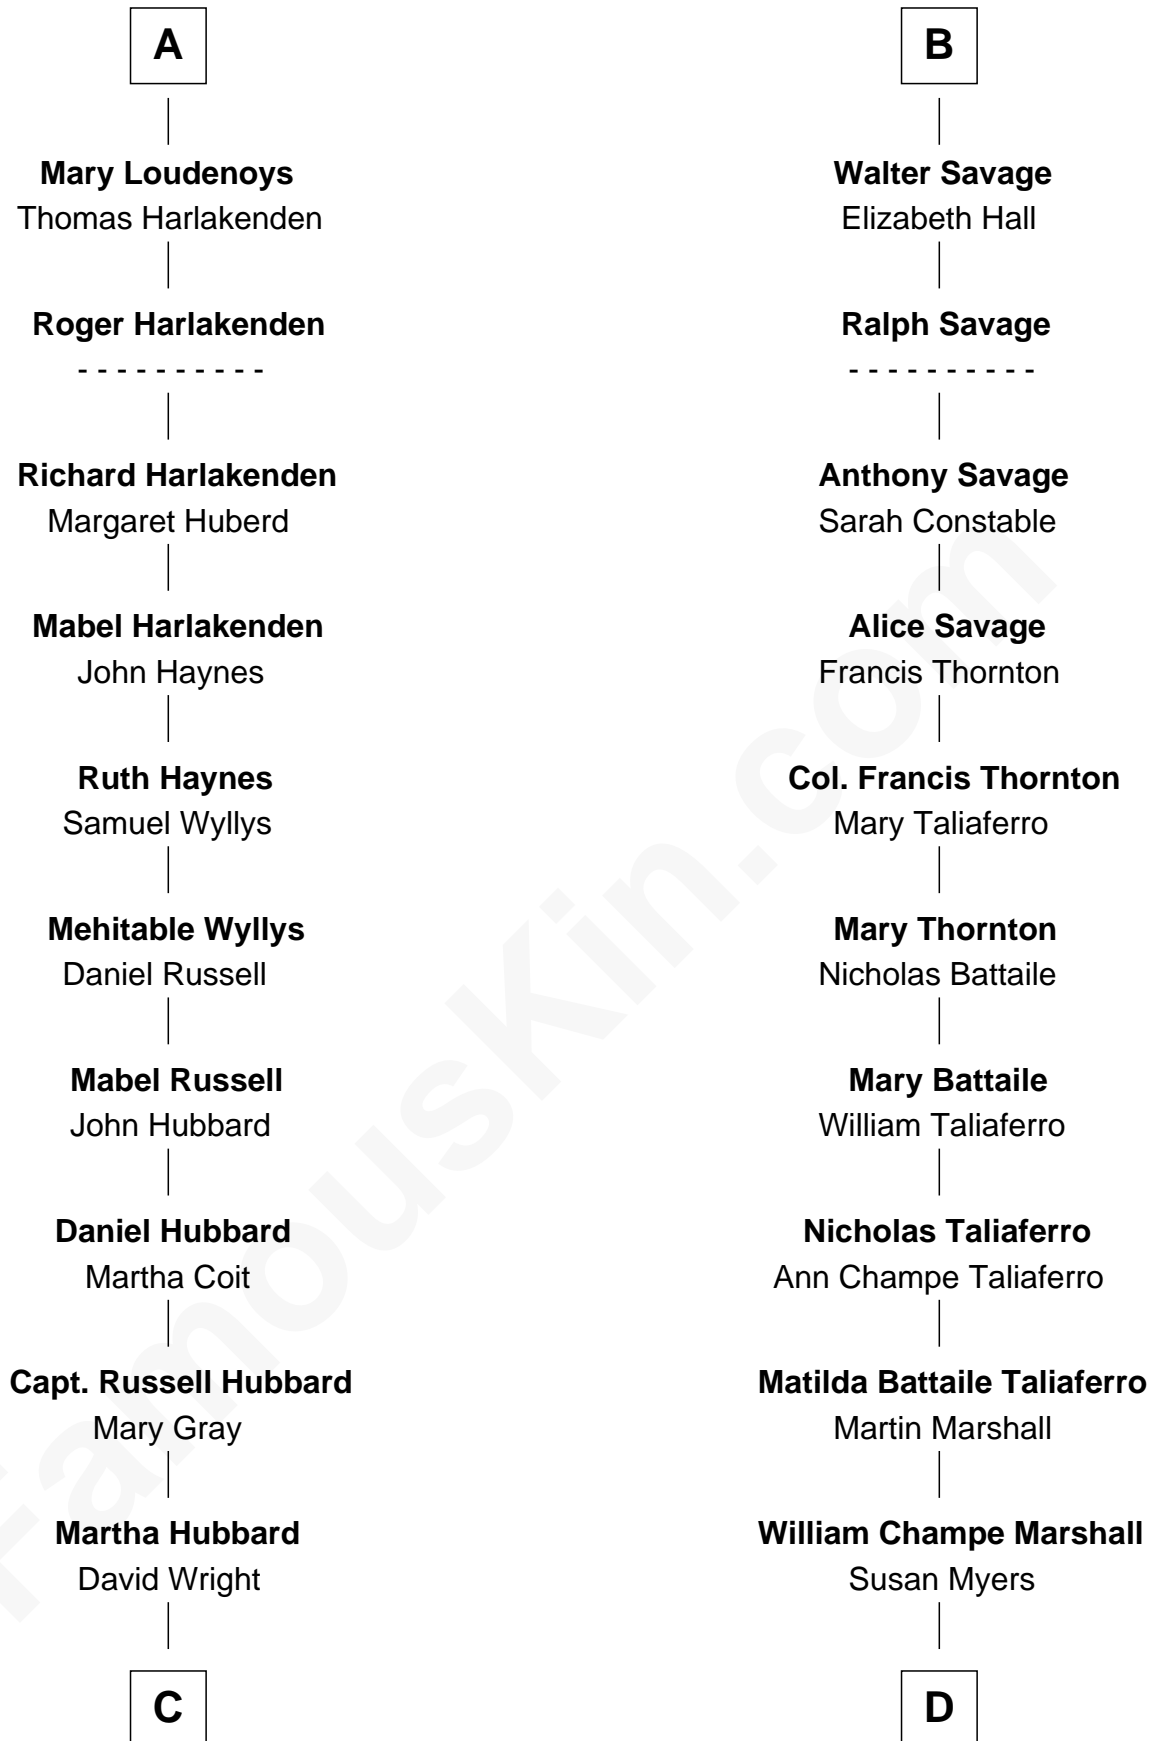 A
Mary Loudenoys
Thomas Harlakenden
Roger Harlakenden
- - - - - - - - - -
Richard Harlakenden
Margaret Huberd
Mabel Harlakenden
John Haynes
Ruth Haynes
Samuel Wyllys
Mehitable Wyllys
Daniel Russell
Mabel Russell
John Hubbard
Daniel Hubbard
Martha Coit
Capt. Russell Hubbard
Mary Gray
Martha Hubbard
David Wright
C
B
Walter Savage
Elizabeth Hall
Ralph Savage
- - - - - - - - - -
Anthony Savage
Sarah Constable
Alice Savage
Francis Thornton
Col. Francis Thornton
Mary Taliaferro
Mary Thornton
Nicholas Battaile
Mary Battaile
William Taliaferro
Nicholas Taliaferro
Ann Champe Taliaferro
Matilda Battaile Taliaferro
Martin Marshall
William Champe Marshall
Susan Myers
D
FamousKin.com